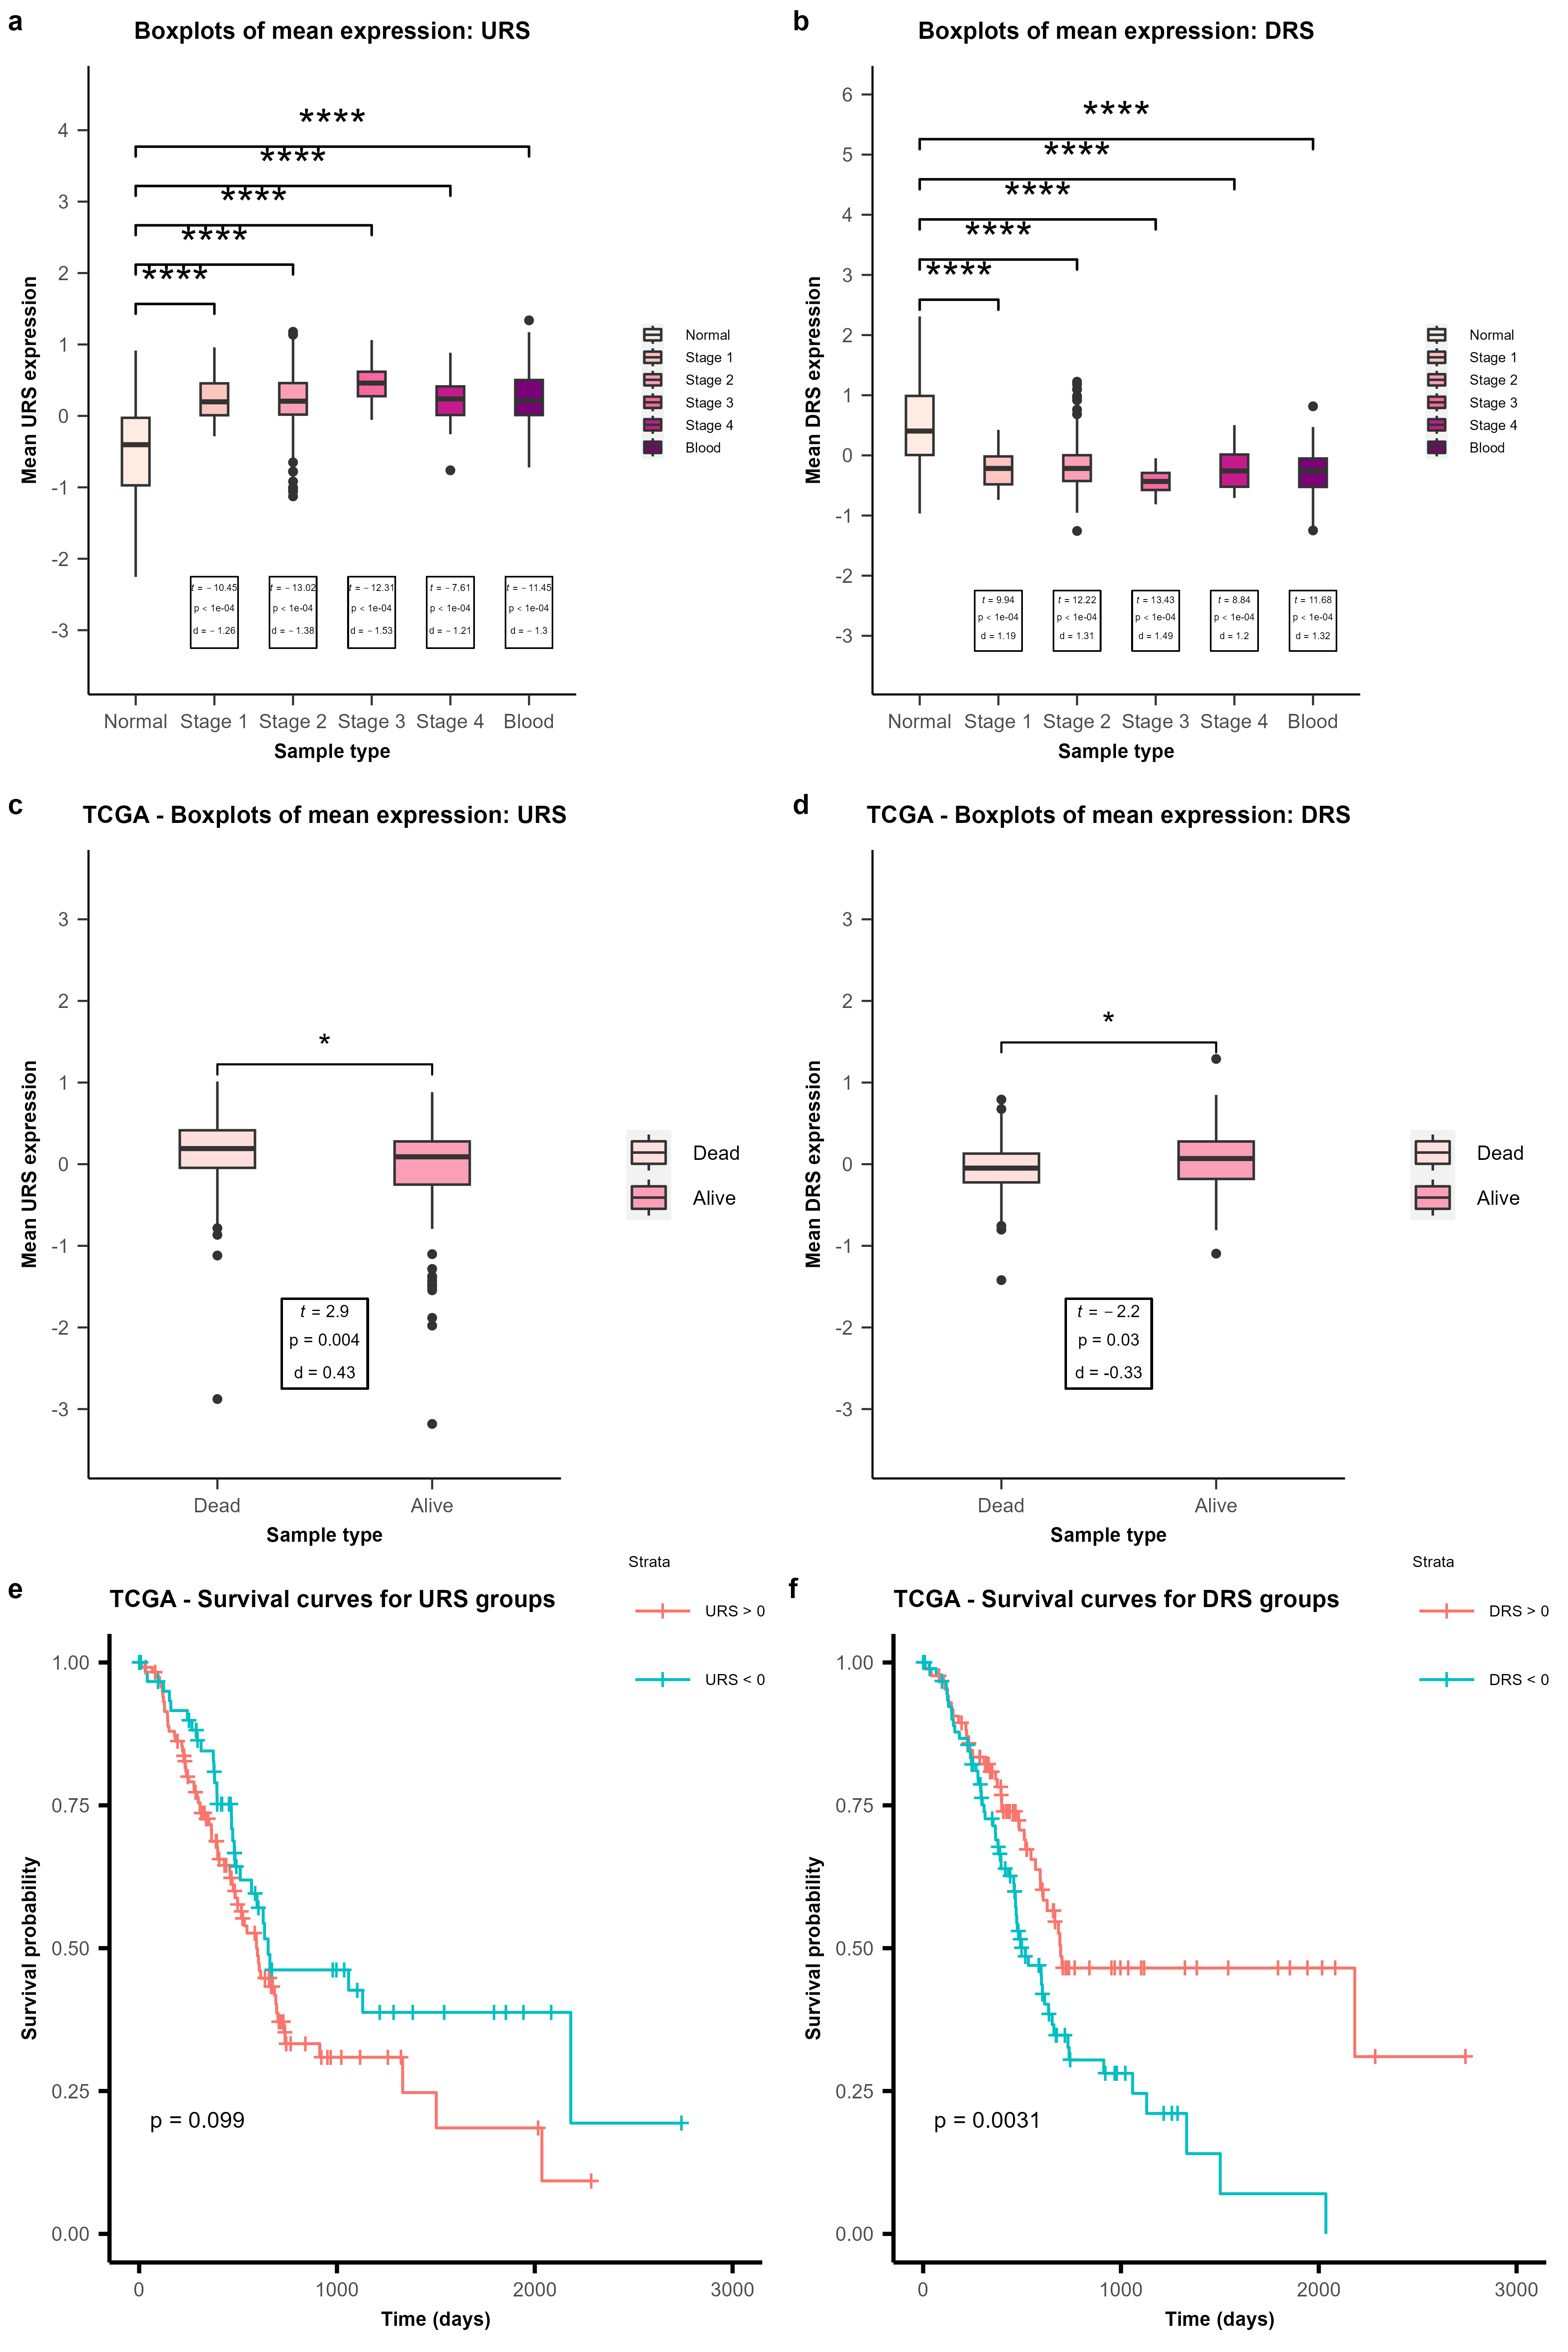 a
Boxplots of mean expression: URS
Mean URS expression
4
3
2
1
0
-1
-2
-3
****
****
****
****
****
t = − 10.45
p < 1e-04
d = − 1.26
t = − 13.02
p < 1e-04
d = − 1.38
t = − 12.31
p < 1e-04
d = − 1.53
t = − 7.61
p < 1e-04
d = − 1.21
t = − 11.45
p < 1e-04
d = − 1.3
Normal Stage 1 Stage 2 Stage 3 Stage 4 Blood
Sample type
Normal
Stage 1
Stage 2
Stage 3
Stage 4
Blood
b
Boxplots of mean expression: DRS
Mean DRS expression
6
5
4
3
2
1
0
-1
-2
-3
****
****
****
****
****
t = 9.94
p < 1e-04
d = 1.19
t = 12.22
p < 1e-04
d = 1.31
t = 13.43
p < 1e-04
d = 1.49
t = 8.84
p < 1e-04
d = 1.2
t = 11.68
p < 1e-04
d = 1.32
Normal Stage 1 Stage 2 Stage 3 Stage 4 Blood
Sample type
Normal
Stage 1
Stage 2
Stage 3
Stage 4
Blood
c
TCGA - Boxplots of mean expression: URS
Mean URS expression
3
2
1
0
-1
-2
-3
*
t = 2.9
p = 0.004
d = 0.43
Dead Alive
Sample type
Dead
Alive
d
TCGA - Boxplots of mean expression: DRS
Mean DRS expression
3
2
1
0
-1
-2
-3
*
t = − 2.2
p = 0.03
d = -0.33
Dead Alive
Sample type
Dead
Alive
e
TCGA - Survival curves for URS groups
Strata
URS > 0
URS < 0
Survival probability
1.00
0.75
0.50
0.25
0.00
p = 0.099
0 1000 2000 3000
Time (days)
f
TCGA - Survival curves for DRS groups
Strata
DRS > 0
DRS < 0
Survival probability
1.00
0.75
0.50
0.25
0.00
p = 0.0031
0 1000 2000 3000
Time (days)